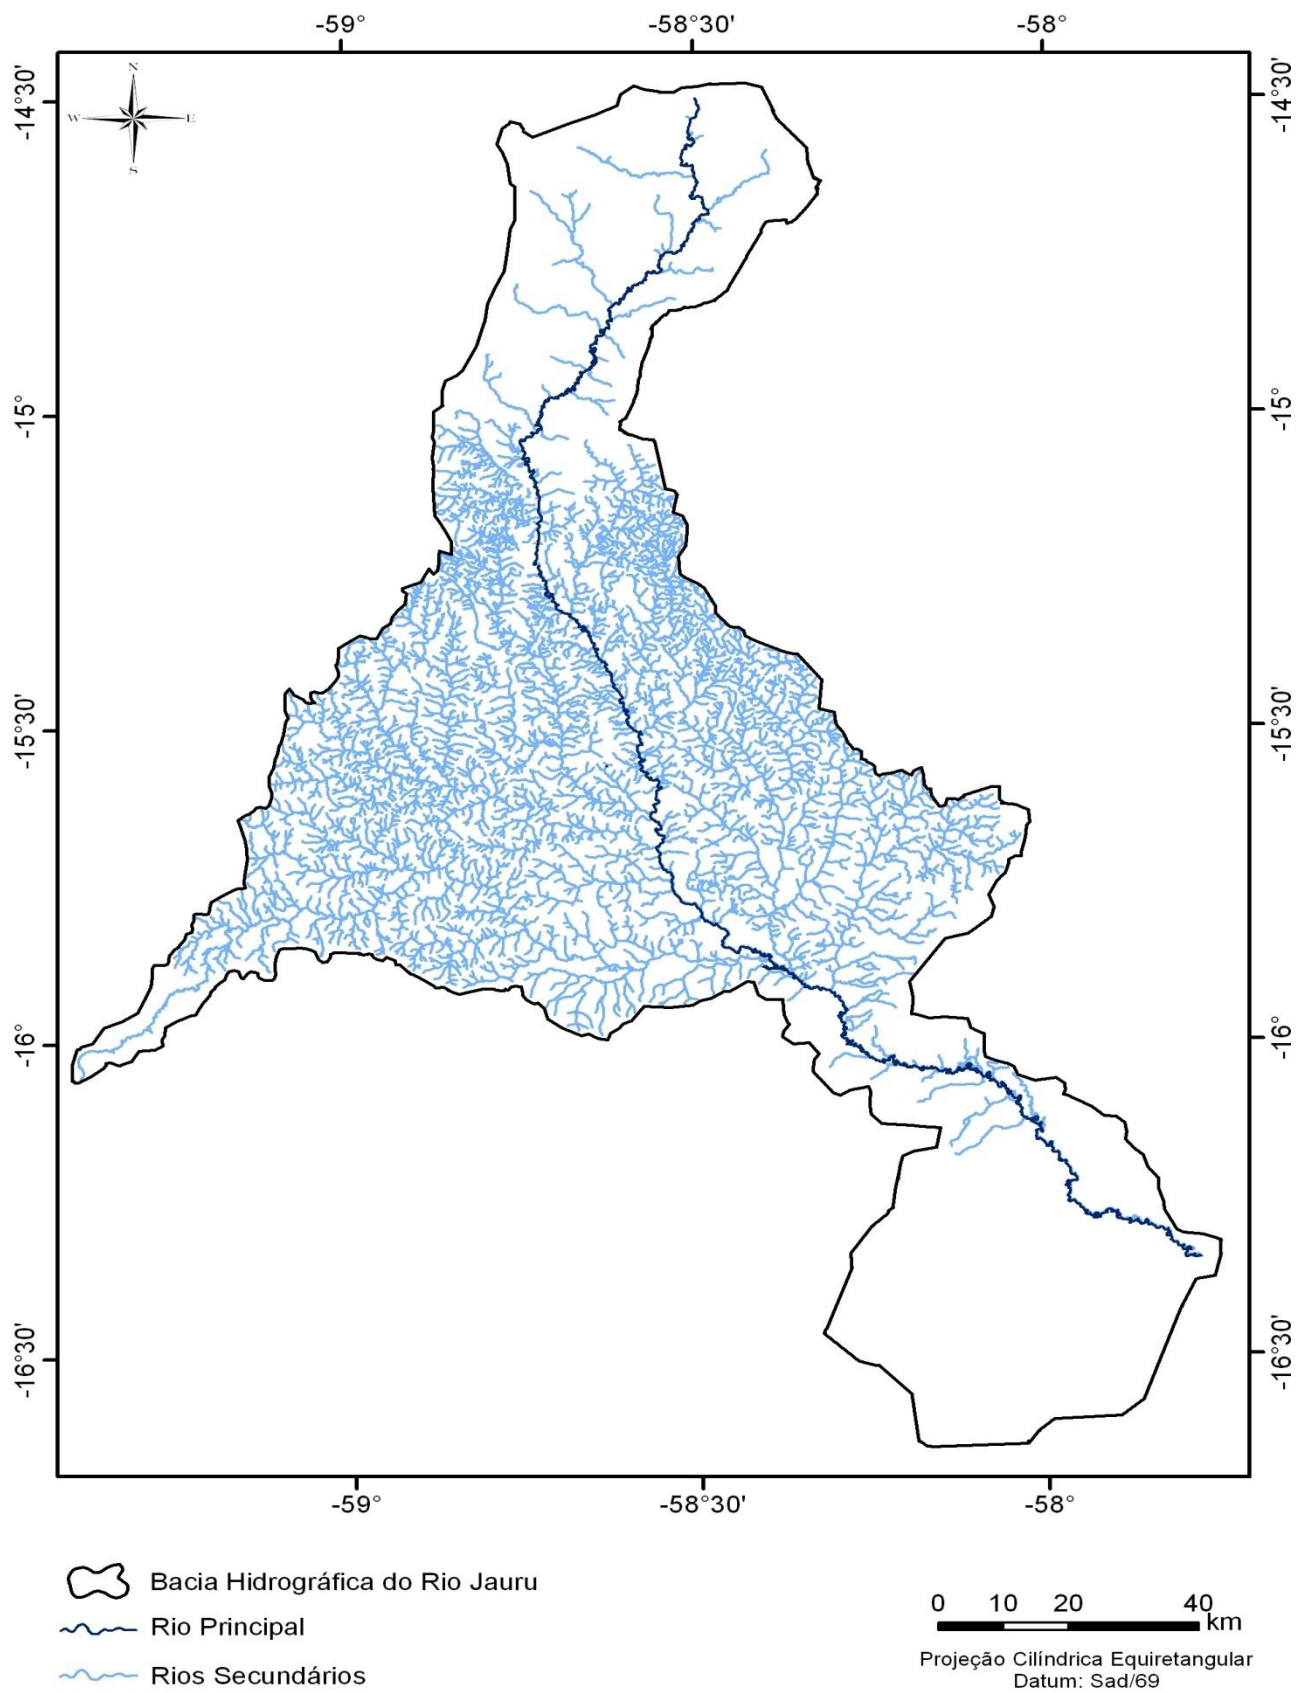 -59°
-58°30'
-58°
N
W
E
S
-14°30'
-14°30'
-15°
-15°
-15°30'
-15°30'
-16°
-16°
-16°30'
-16°30'
-59°
-58°30'
-58°
Bacia Hidrográfica do Rio Jauru
Rio Principal
Rios Secundários
0 10 20 40
km
Projeção Cilíndrica Equiretangular
Datum: Sad/69